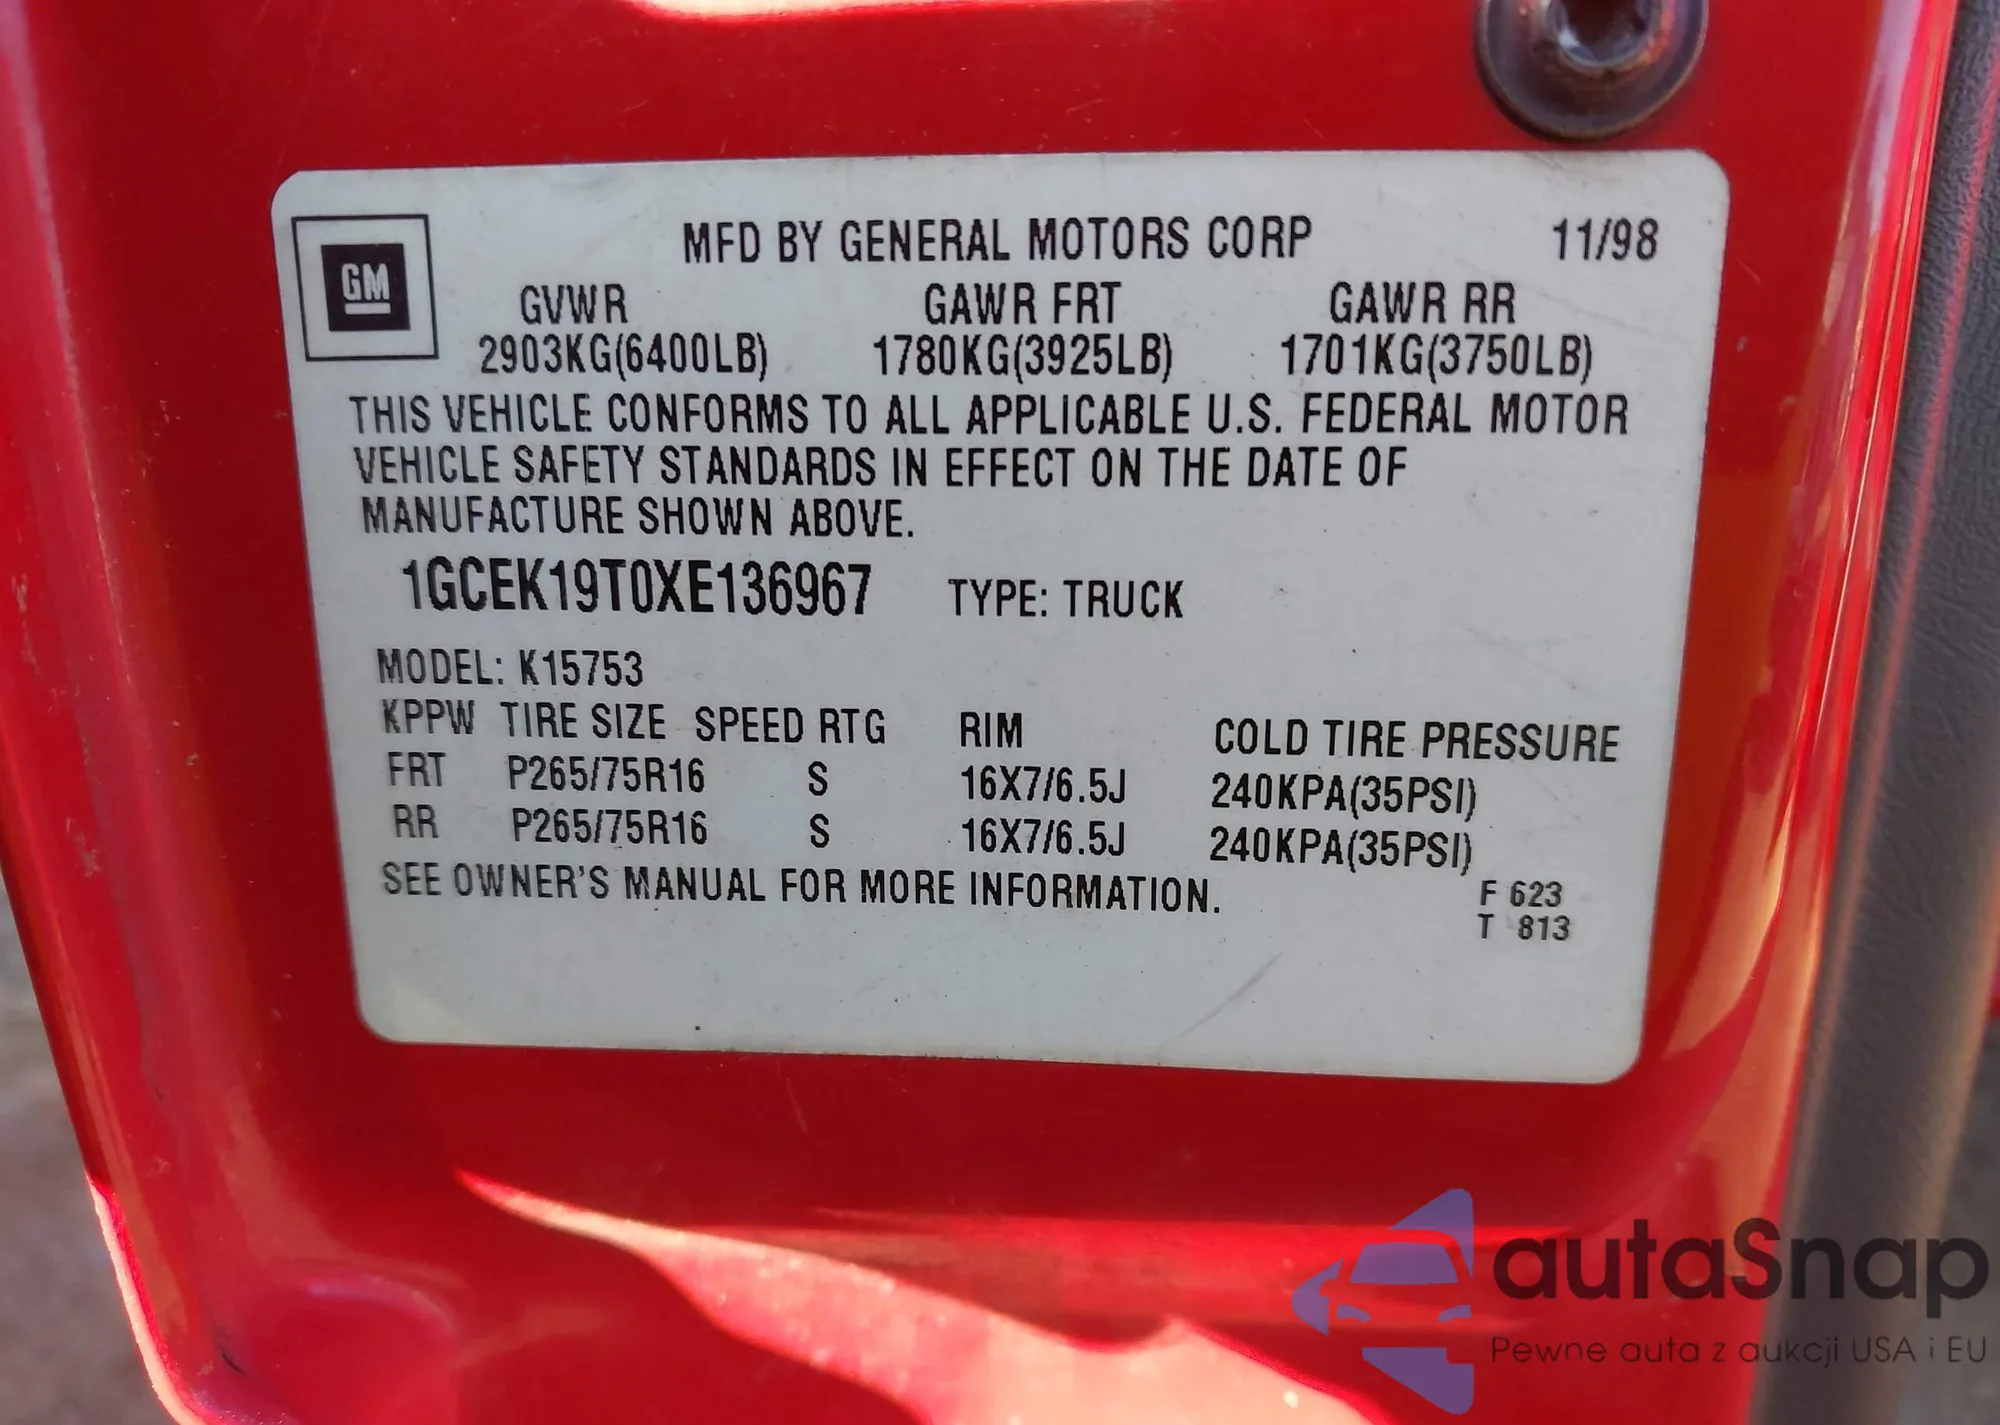 MFD BY GENERAL MOTORS CORP 11/98
GM
GVWR GAWR FRT GAWR RR
2903KG(6400LB) 1780KG(3925LB) 1701KG(3750LB)
THIS VEHICLE CONFORMS TO ALL APPLICABLE U.S. FEDERAL MOTOR
VEHICLE SAFETY STANDARDS IN EFFECT ON THE DATE OF
MANUFACTURE SHOWN ABOVE.
1GCEK19T0XE136967 TYPE: TRUCK
MODEL: K15753
KPPW TIRE SIZE SPEED RTG RIM COLD TIRE PRESSURE
FRT P265/75R16 S 16X7/6.5J 240KPA(35PSI)
RR P265/75R16 S 16X7/6.5J 240KPA(35PSI)
SEE OWNER'S MANUAL FOR MORE INFORMATION.
F 623
T 813
autaSnap
Pewne auta z aukcji USA i EU